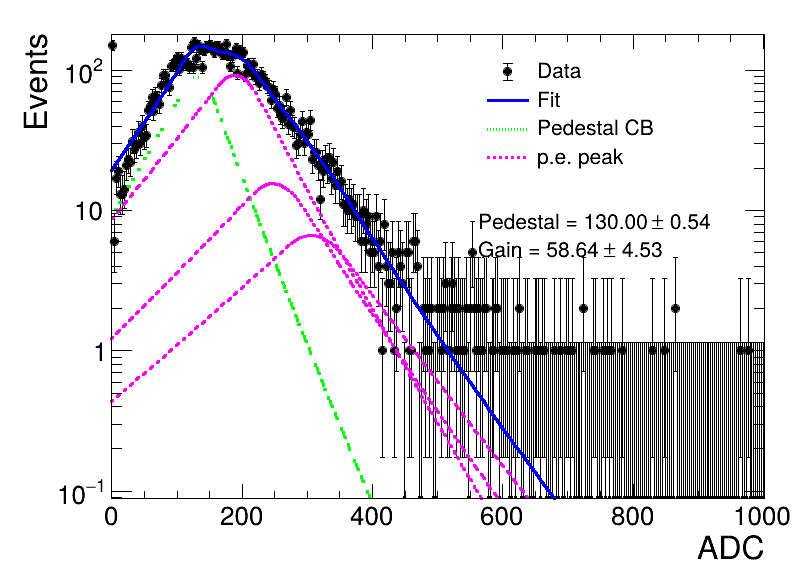 Events
10²
10
1
10⁻¹
Data
Fit
Pedestal CB
p.e. peak
Pedestal = 130.00 ± 0.54
Gain = 58.64 ± 4.53
0 200 400 600 800 1000
ADC